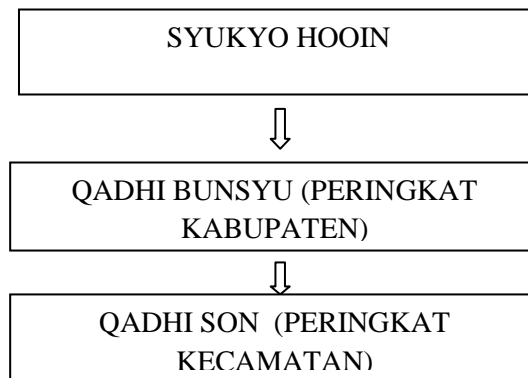 SYUKYO HOOIN
QADHI BUNSYU (PERINGKAT
KABUPATEN)
QADHI SON (PERINGKAT
KECAMATAN)